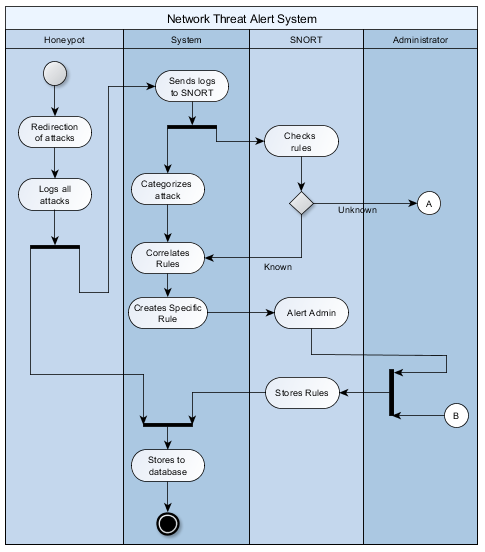 Network Threat Alert System
Honeypot
System
SNORT
Administrator
Sends logs
to SNORT
Redirection
of attacks
Checks
rules
Logs all
attacks
Categorizes
attack
A
Unknown
Correlates
Rules
Known
Creates Specific
Rule
Alert Admin
Stores Rules
B
Stores to
database